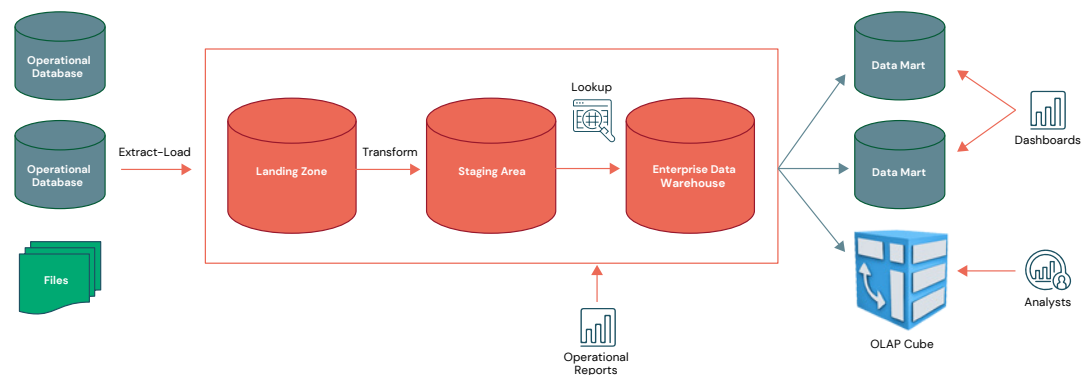 Operational
Database
Operational
Database
Files
Extract-Load
Landing Zone
Transform
Staging Area
Lookup
Enterprise Data
Warehouse
Operational
Reports
Data Mart
Data Mart
OLAP Cube
Dashboards
Analysts